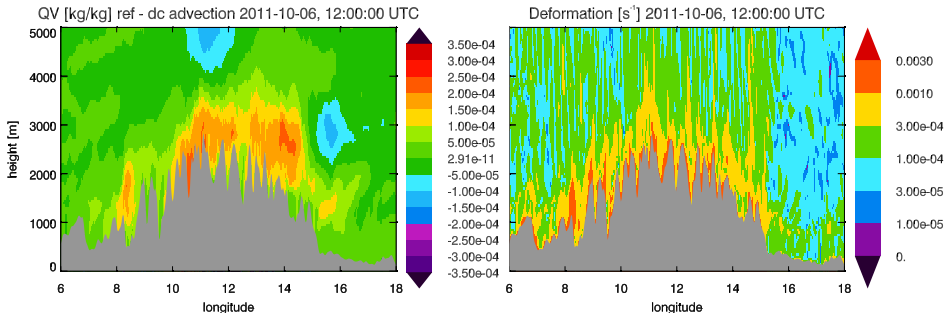 QV [kg/kg] ref - dc advection 2011-10-06, 12:00:00 UTC
5000
4000
3000
2000
1000
0
height [m]
6 8 10 12 14 16 18
longitude
3.50e-04
3.00e-04
2.50e-04
2.00e-04
1.50e-04
1.00e-04
5.00e-05
2.91e-11
-5.00e-05
-1.00e-04
-1.50e-04
-2.00e-04
-2.50e-04
-3.00e-04
-3.50e-04
Deformation [s⁻¹] 2011-10-06, 12:00:00 UTC
6 8 10 12 14 16 18
longitude
0.0030
0.0010
3.00e-04
1.00e-04
3.00e-05
1.00e-05
0.